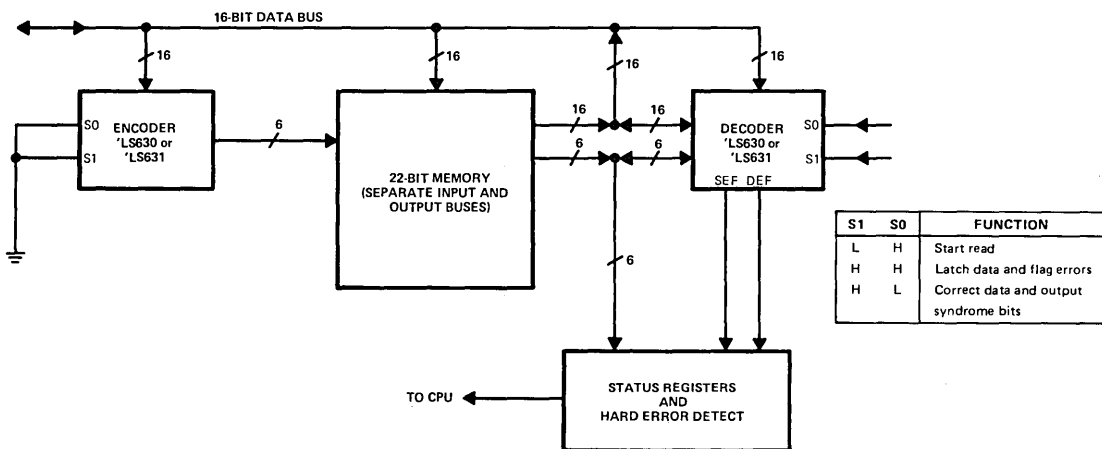 16-BIT DATA BUS
16
16
16
16
S0
S1
ENCODER
'LS630 or
'LS631
6
22-BIT MEMORY
(SEPARATE INPUT AND
OUTPUT BUSES)
16
16
6
6
DECODER
'LS630 or
'LS631
S0
S1
SEF DEF
6
S1 S0 FUNCTION
L H Start read
H H Latch data and flag errors
H L Correct data and output
syndrome bits
STATUS REGISTERS
AND
HARD ERROR DETECT
TO CPU